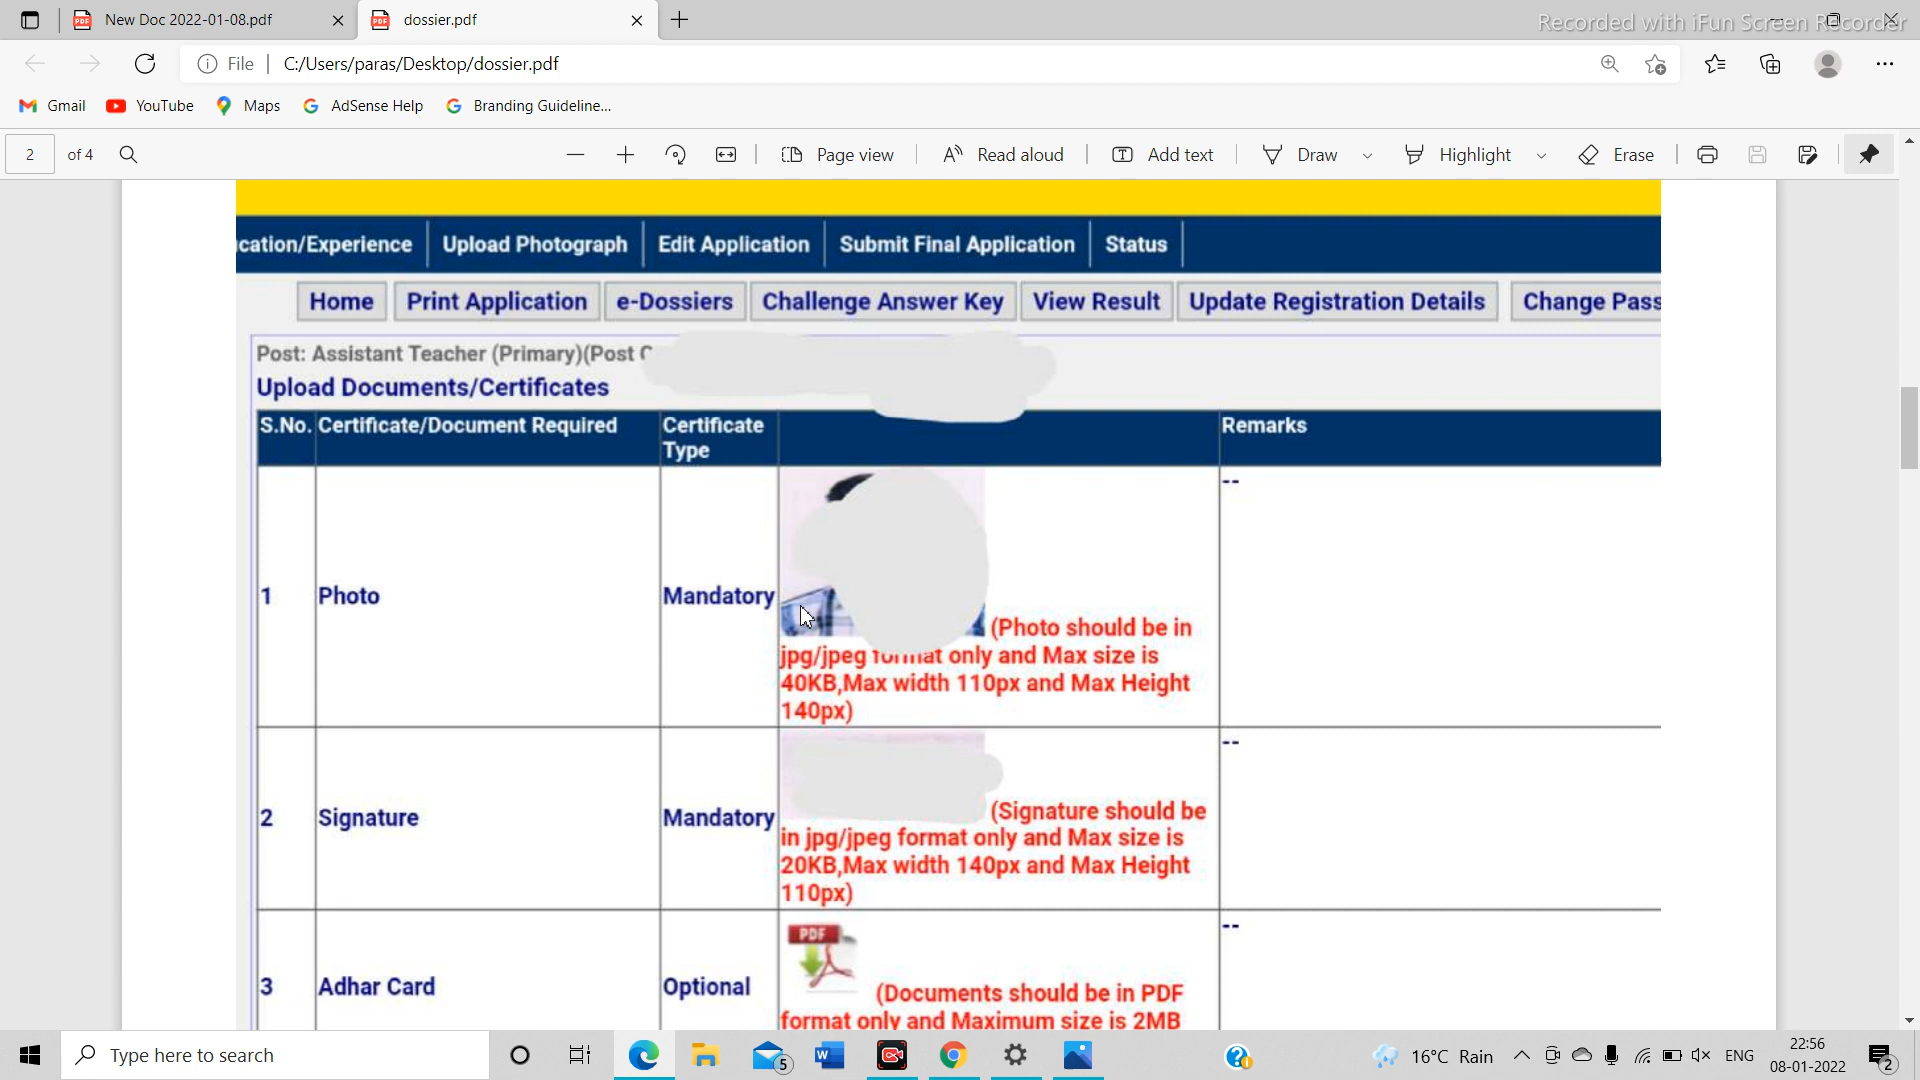 New Doc 2022-01-08.pdf
dossier.pdf
Recorded with iFun Screen Recorder
File
C:/Users/paras/Desktop/dossier.pdf
Gmail
YouTube
Maps
AdSense Help
Branding Guideline...
2
of 4
Page view
Read aloud
Add text
Draw
Highlight
Erase
cation/Experience
Upload Photograph
Edit Application
Submit Final Application
Status
Home
Print Application
e-Dossiers
Challenge Answer Key
View Result
Update Registration Details
Change Pass
Post: Assistant Teacher (Primary)(Post
Upload Documents/Certificates
S.No.
Certificate/Document Required
Certificate
Type
Remarks
1
Photo
Mandatory
(Photo should be in
jpg/jpeg format only and Max size is
40KB,Max width 110px and Max Height
140px)
--
2
Signature
Mandatory
(Signature should be
in jpg/jpeg format only and Max size is
20KB,Max width 140px and Max Height
110px)
--
3
Adhar Card
Optional
PDF
(Documents should be in PDF
format only and Maximum size is 2MB
--
Type here to search
5
16°C Rain
ENG
22:56
08-01-2022
2